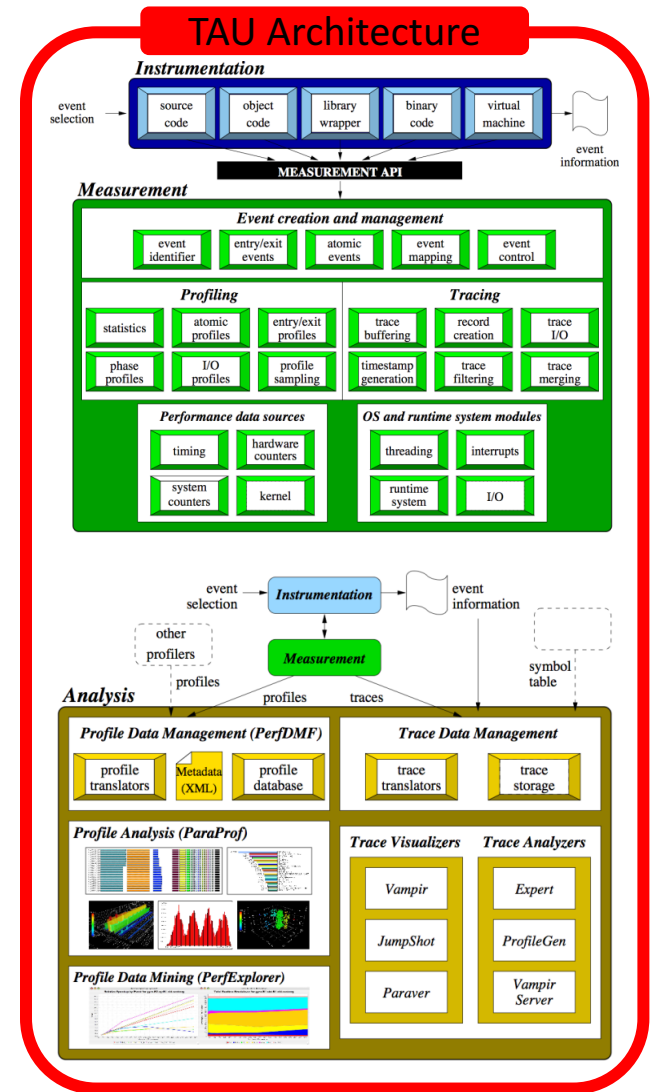 TAU Architecture
Instrumentation
event
selection
source
code
object
code
library
wrapper
binary
code
virtual
machine
event
information
MEASUREMENT API
Measurement
Event creation and management
event
identifier
entry/exit
events
atomic
events
event
mapping
event
control
Profiling
statistics
atomic
profiles
entry/exit
profiles
phase
profiles
I/O
profiles
profile
sampling
Tracing
trace
buffering
record
creation
trace
I/O
timestamp
generation
trace
filtering
trace
merging
Performance data sources
timing
hardware
counters
system
counters
kernel
OS and runtime system modules
threading
interrupts
runtime
system
I/O
event
selection
Instrumentation
event
information
other
profilers
Measurement
symbol
table
profiles
profiles
traces
Analysis
Profile Data Management (PerfDMF)
profile
translators
Metadata
(XML)
profile
database
Trace Data Management
trace
translators
trace
storage
Profile Analysis (ParaProf)
Profile Data Mining (PerfExplorer)
Trace Visualizers
Vampir
JumpShot
Paraver
Trace Analyzers
Expert
ProfileGen
Vampir
Server